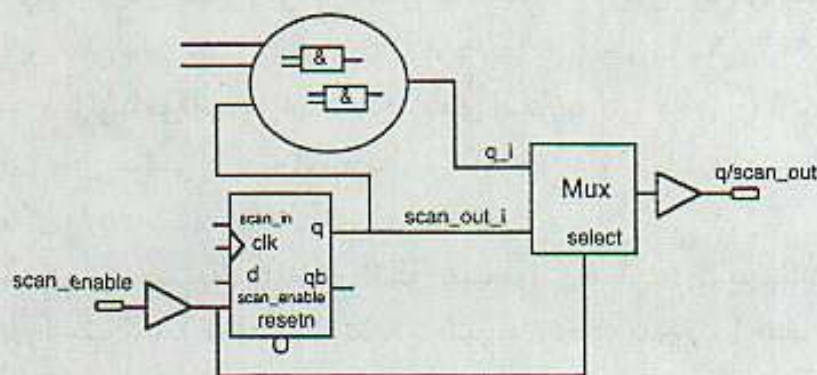 &
&
q_i
Mux
q/scan_out
select
scan_in
q
scan_out_i
clk
d
qb
scan_enable
scan_enable
resetn